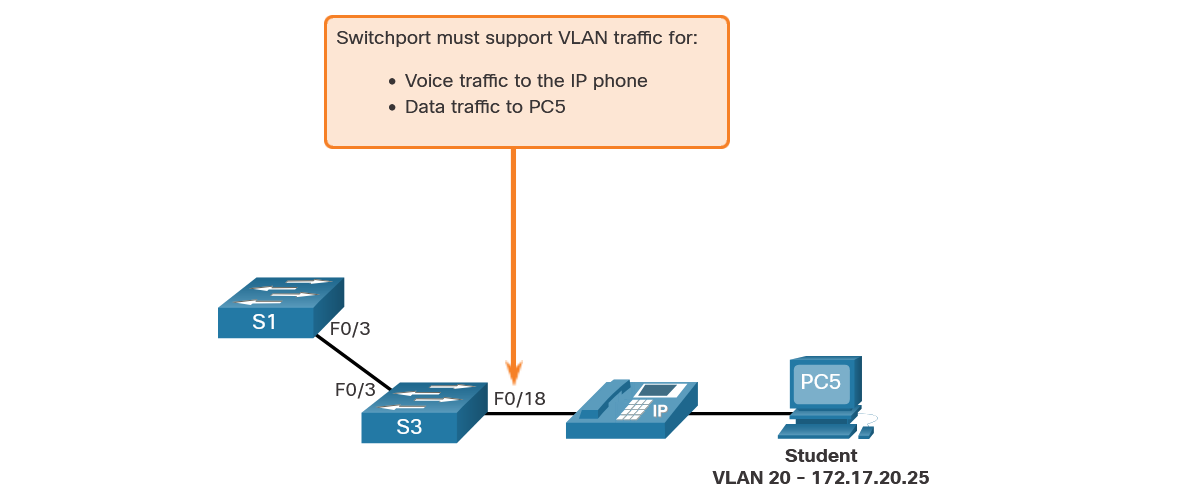 Switchport must support VLAN traffic for:
• Voice traffic to the IP phone
• Data traffic to PC5
S1
F0/3
F0/3
S3
F0/18
IP
PC5
Student
VLAN 20 – 172.17.20.25